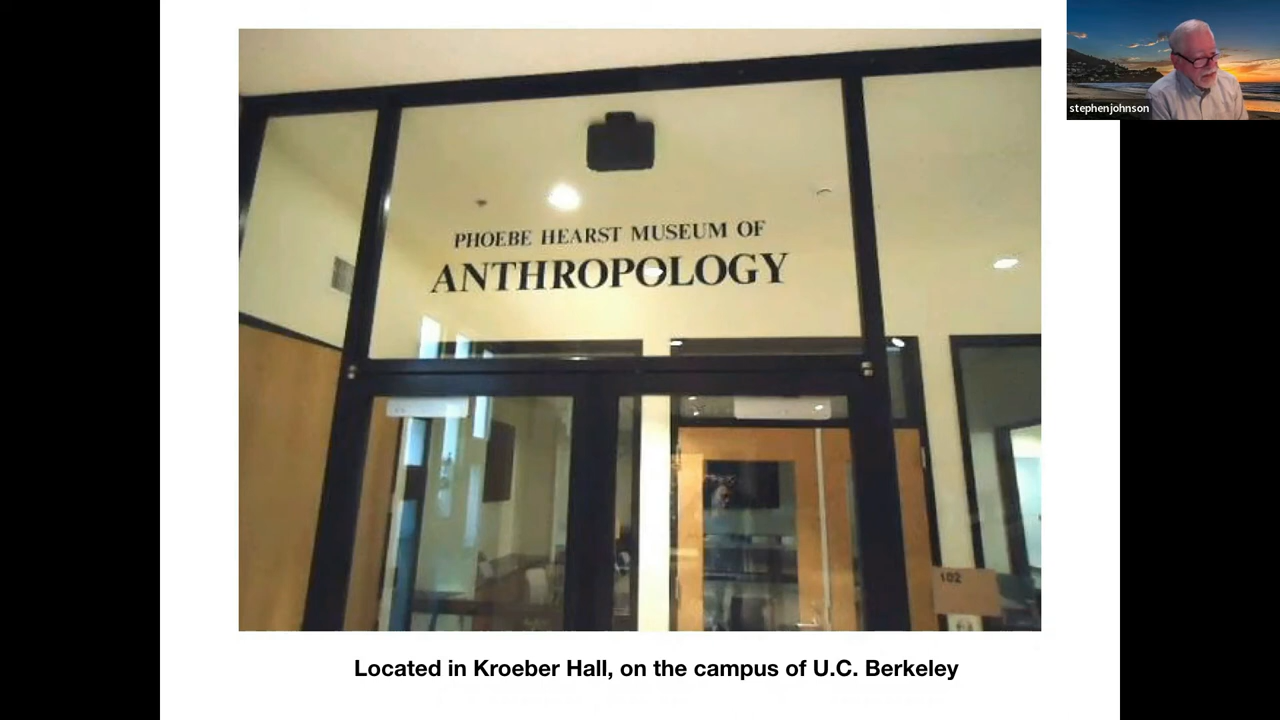 PHOEBE HEARST MUSEUM OF
ANTHROPOLOGY
102
Located in Kroeber Hall, on the campus of U.C. Berkeley
stephenjohnson